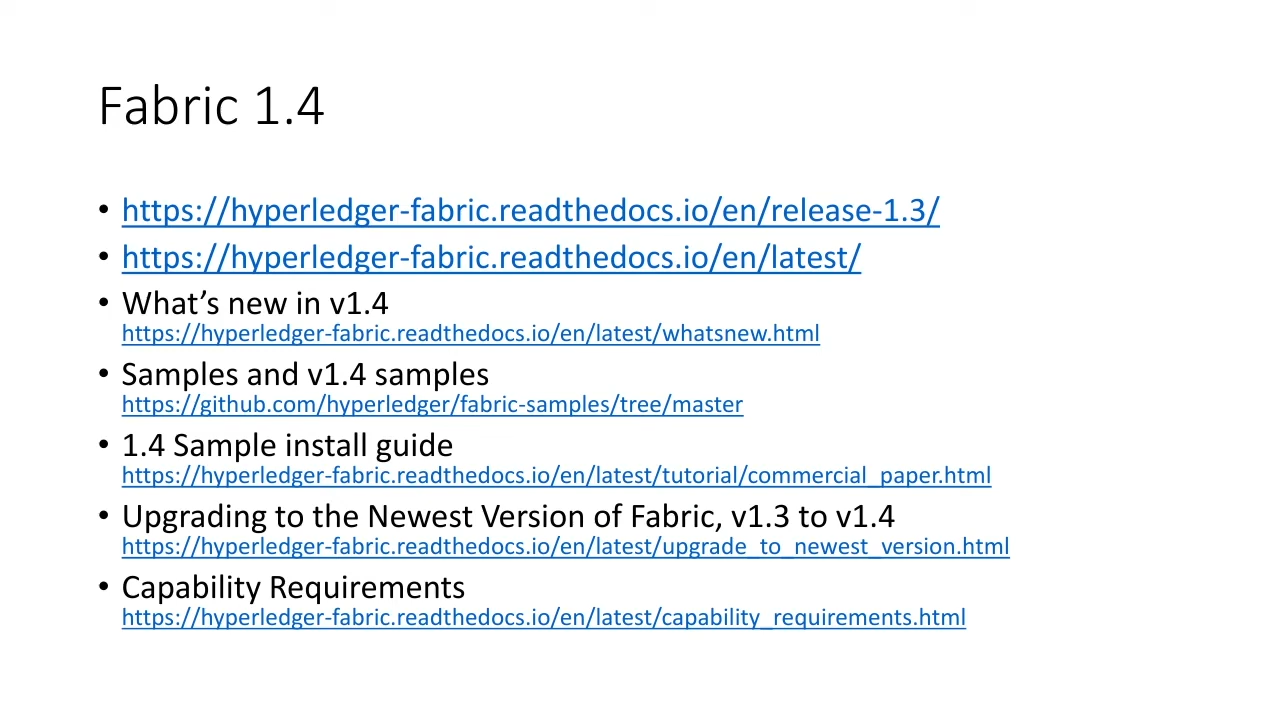 Fabric 1.4
• https://hyperledger-fabric.readthedocs.io/en/release-1.3/
• https://hyperledger-fabric.readthedocs.io/en/latest/
• What’s new in v1.4
https://hyperledger-fabric.readthedocs.io/en/latest/whatsnew.html
• Samples and v1.4 samples
https://github.com/hyperledger/fabric-samples/tree/master
• 1.4 Sample install guide
https://hyperledger-fabric.readthedocs.io/en/latest/tutorial/commercial_paper.html
• Upgrading to the Newest Version of Fabric, v1.3 to v1.4
https://hyperledger-fabric.readthedocs.io/en/latest/upgrade_to_newest_version.html
• Capability Requirements
https://hyperledger-fabric.readthedocs.io/en/latest/capability_requirements.html